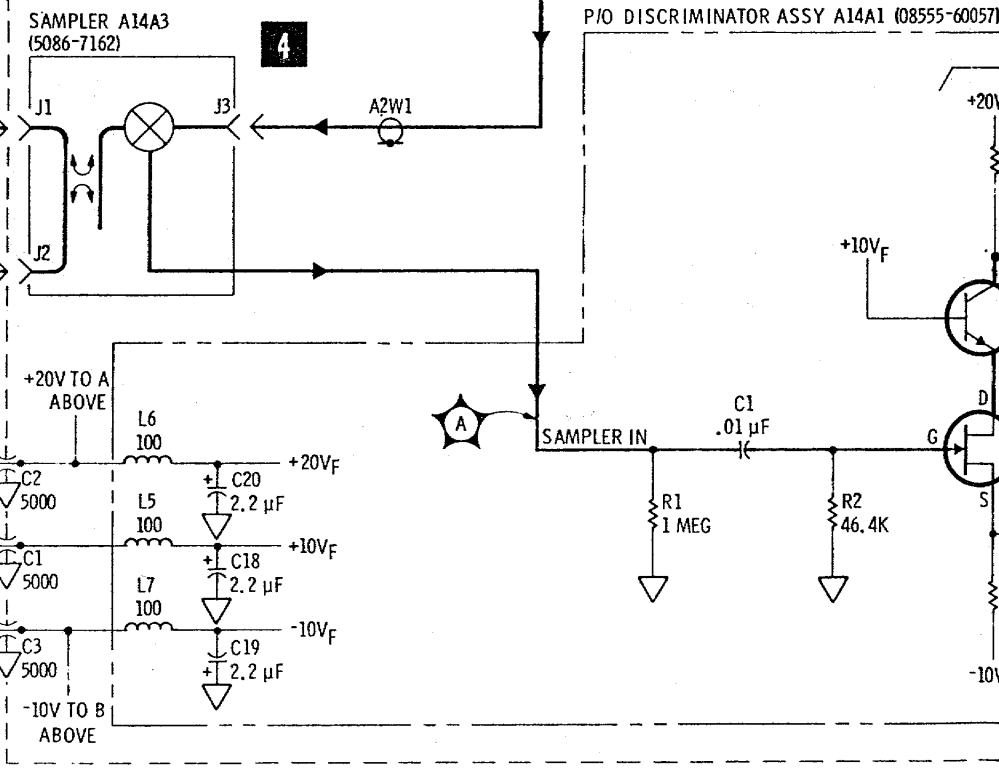 SAMPLER A14A3
(5086-7162)
4
P/O DISCRIMINATOR ASSY A14A1 (08555-60057)
J1
J3
A2W1
J2
+20V
+10VF
+20V TO A
ABOVE
A
SAMPLER IN
C1
.01 µF
D
G
S
L6
100
+20VF
C2
5000
C20
2.2 µF
R1
1 MEG
R2
46.4K
L5
100
+10VF
C1
5000
C18
2.2 µF
L7
100
-10VF
C3
5000
C19
2.2 µF
-10V TO B
ABOVE
-10V